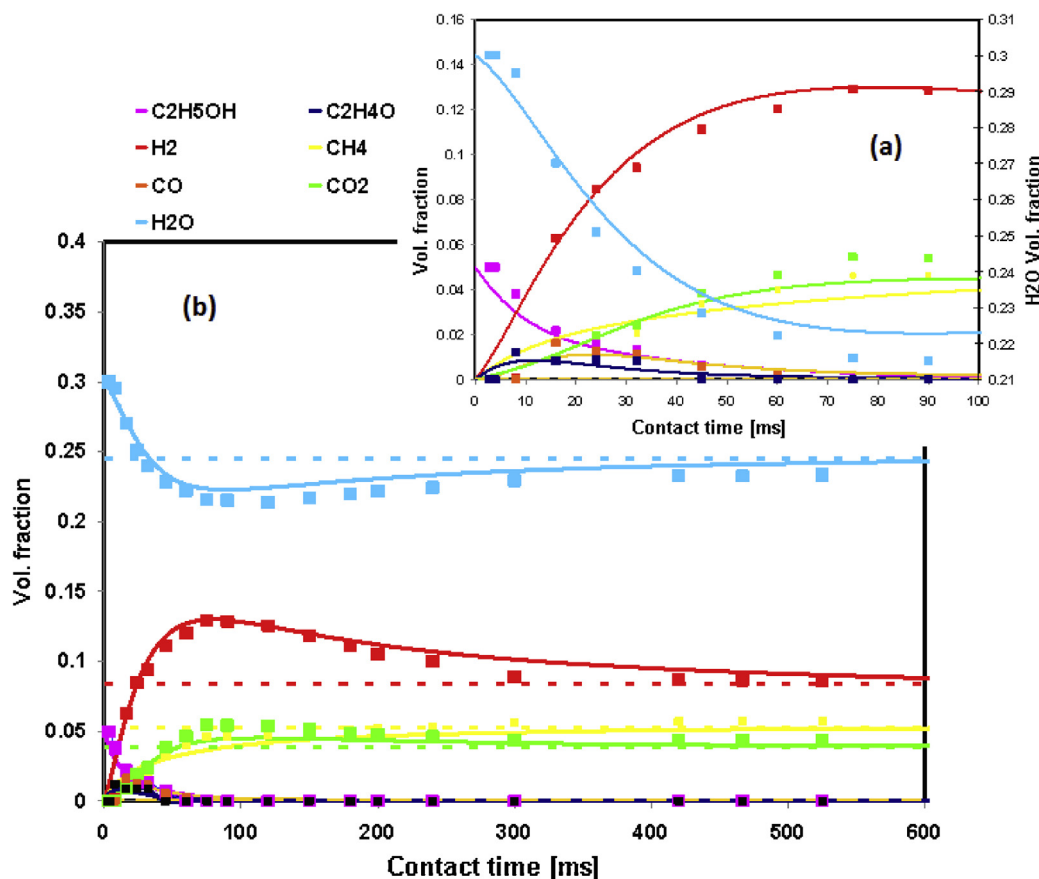 C2H5OH
C2H4O
H2
CH4
CO
CO2
H2O
(a)
0.16
0.14
0.12
0.1
0.08
0.06
0.04
0.02
0
Vol. fraction
0.31
0.3
0.29
0.28
0.27
0.26
0.25
0.24
0.23
0.22
0.21
H2O Vol. fraction
0 10 20 30 40 50 60 70 80 90 100
Contact time [ms]
(b)
0.4
0.35
0.3
0.25
0.2
0.15
0.1
0.05
0
Vol. fraction
0 100 200 300 400 500 600
Contact time [ms]